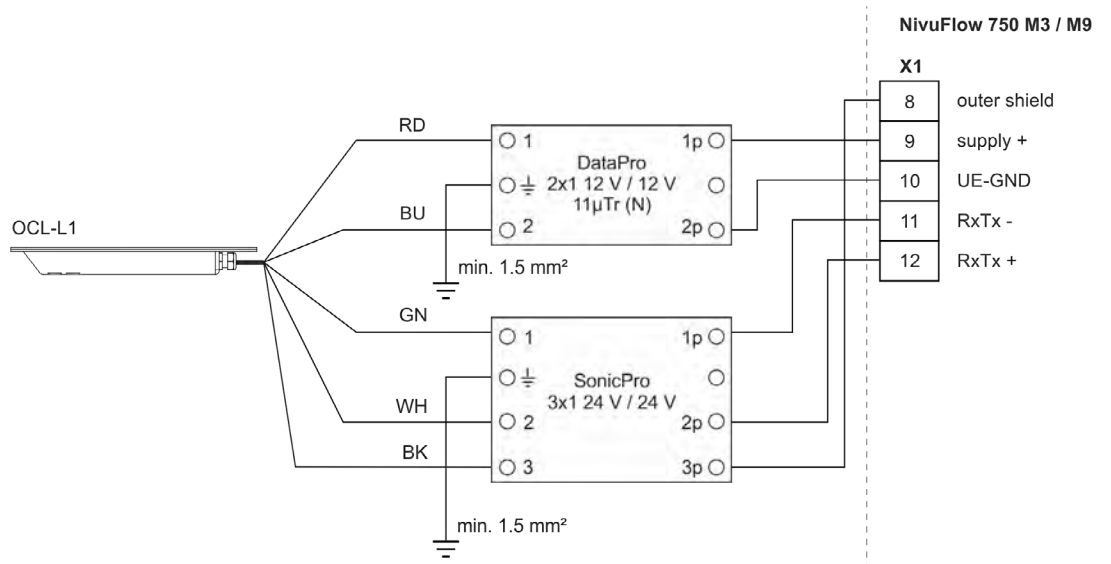 NivuFlow 750 M3 / M9
X1
8 outer shield
9 supply +
10 UE-GND
11 RxTx -
12 RxTx +
OCL-L1
RD
BU
GN
WH
BK
1 1p
DataPro
2x1 12 V / 12 V
11µTr (N)
2 2p
min. 1.5 mm²
1 1p
SonicPro
3x1 24 V / 24 V
2 2p
3 3p
min. 1.5 mm²